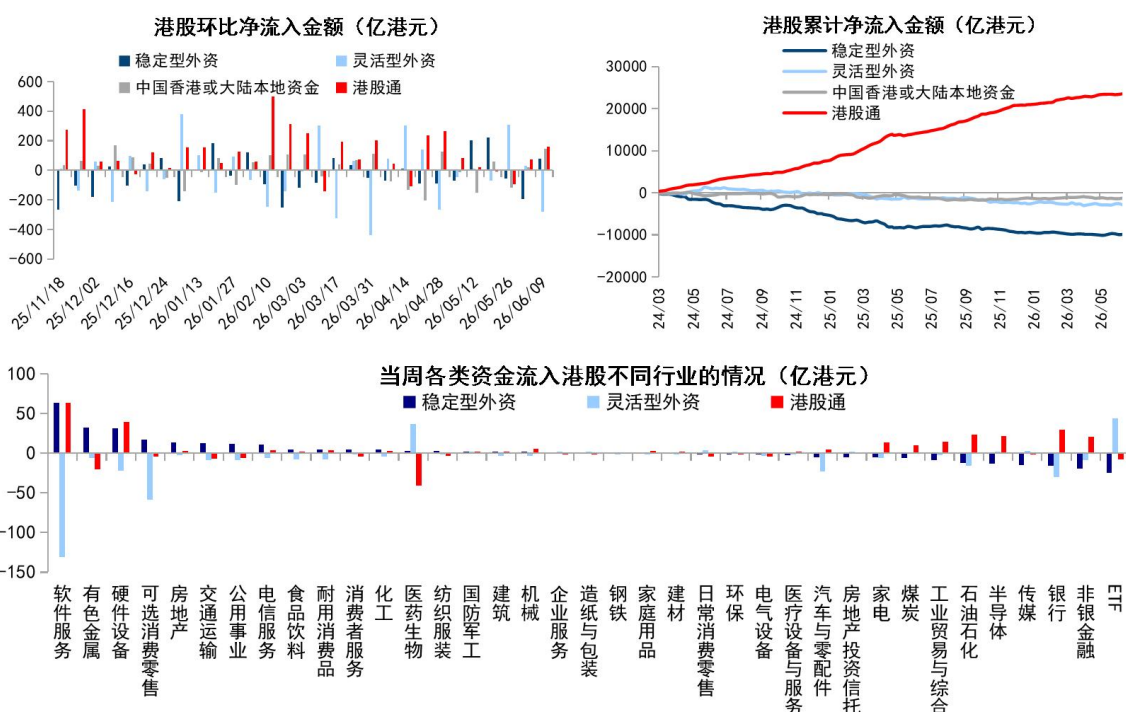 港股环比净流入金额（亿港元）
稳定型外资
灵活型外资
中国香港或大陆本地资金
港股通
600
400
200
0
−200
−400
−600
25/11/18
25/12/02
25/12/16
25/12/24
26/01/13
26/01/27
26/02/10
26/03/03
26/03/17
26/03/31
26/04/14
26/04/28
26/05/12
26/05/26
26/06/09
港股累计净流入金额（亿港元）
稳定型外资
灵活型外资
中国香港或大陆本地资金
港股通
30000
20000
10000
0
−10000
−20000
24/03
24/05
24/07
24/09
24/11
25/01
25/03
25/05
25/07
25/09
25/11
26/01
26/03
26/05
当周各类资金流入港股不同行业的情况（亿港元）
稳定型外资
灵活型外资
港股通
100
50
0
−50
−100
−150
软件服务
有色金属
硬件设备
可选消费零售
房地产
交通运输
公用事业
电信服务
食品饮料
耐用消费品
消费者服务
化工
医药生物
纺织服装
国防军工
建筑
机械
企业服务
造纸与包装
钢铁
家庭用品
建材
日常消费零售
环保
电气设备
医疗设备与服务
汽车与零配件
房地产投资信托
家电
煤炭
工业贸易与综合
石油石化
半导体
传媒
银行
非银金融
ETF